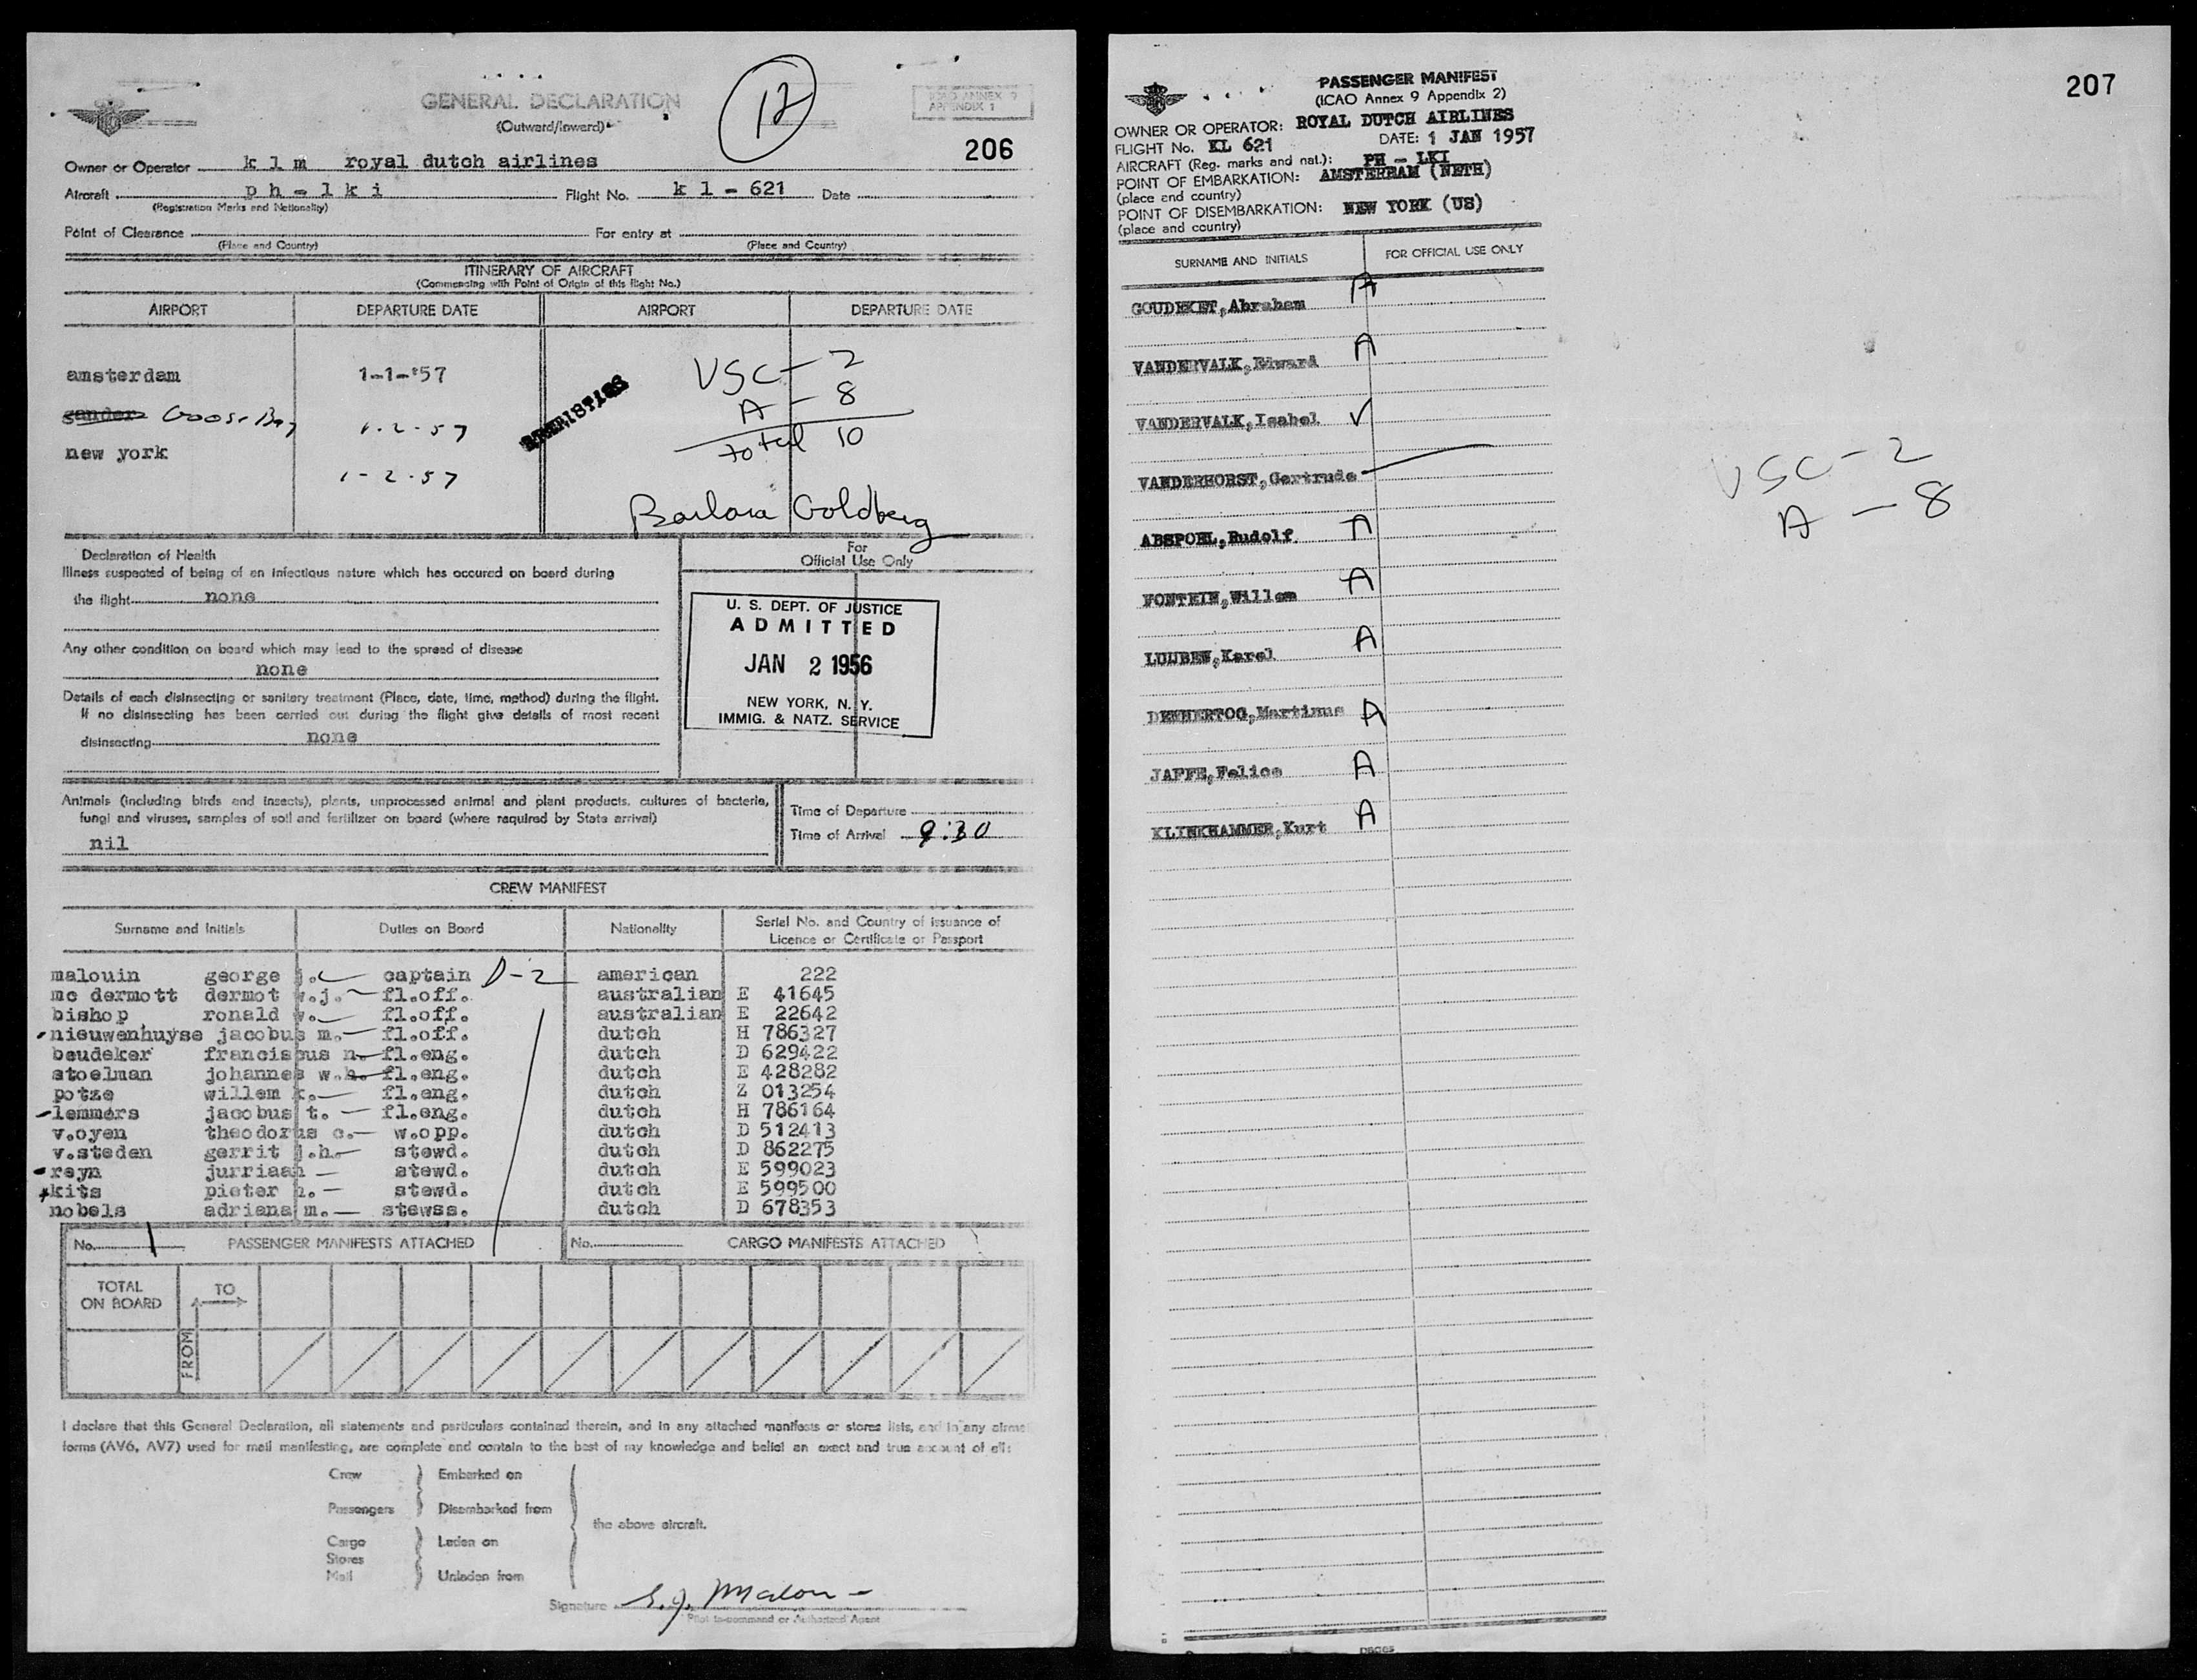 GENERAL DECLARATION
(Outward/Inward)
12
ICAO ANNEX 9
APPENDIX 1
206
Owner or Operator k l m royal dutch airlines
Aircraft ph-lki Flight No. k l - 621 Date
(Registration Marks and Nationality)
Point of Clearance For entry at
(Place and Country) (Place and Country)
ITINERARY OF AIRCRAFT
(Commencing with Point of Origin of this flight No.)
AIRPORT DEPARTURE DATE AIRPORT DEPARTURE DATE
amsterdam 1-1-'57
gander Goose Bay 1.2.57
new york 1-2.57
STATISTICS
USC - 2
A - 8
total 10
Barbara Goldberg
Declaration of Health
Illness suspected of being of an infectious nature which has occured on board during
the flight none
Any other condition on board which may lead to the spread of disease
none
Details of each disinsecting or sanitary treatment (Place, date, time, method) during the flight.
If no disinsecting has been carried out during the flight give details of most recent
disinsecting none
For
Official Use Only
U. S. DEPT. OF JUSTICE
ADMITTED
JAN 2 1956
NEW YORK, N. Y.
IMMIG. & NATZ. SERVICE
Animals (including birds and insects), plants, unprocessed animal and plant products, cultures of bacteria,
fungi and viruses, samples of soil and fertilizer on board (where required by State arrival)
nil
Time of Departure
Time of Arrival 9:30
CREW MANIFEST
Surname and Initials Duties on Board Nationality Serial No. and Country of issuance of
Licence or Certificate or Passport
malouin george j. captain D-2 american 222
mc dermott dermot w.j. fl.off. australian E 41645
bishop ronald w. fl.off. australian E 22642
nieuwenhuyse jacobus m. fl.off. dutch H 786327
beudeker franciscus n. fl.eng. dutch D 629422
stoelman johannes w.h. fl.eng. dutch E 428282
potze willem k. fl.eng. dutch Z 013254
lemmers jacobus t. fl.eng. dutch H 786164
v.oyen theodorus c. w.opp. dutch D 512413
v.steden gerrit j.h. stewd. dutch D 862275
reyn jurriaan stewd. dutch E 599023
kits pieter h. stewd. dutch E 599500
nobels adriana m. stewss. dutch D 678353
No. 1 PASSENGER MANIFESTS ATTACHED No. CARGO MANIFESTS ATTACHED
TOTAL
ON BOARD
TO
FROM
I declare that this General Declaration, all statements and particulars contained therein, and in any attached manifests or stores lists, and in any
forms (AV6, AV7) used for mail manifesting, are complete and contain to the best of my knowledge and belief an exact and true account of all
Crew Embarked on
Passengers Disembarked from
the above aircraft.
Cargo Laden on
Stores
Mail Unladen from
Signature
Pilot in-command or Authorized Agent
PASSENGER MANIFEST
(ICAO Annex 9 Appendix 2)
207
OWNER OR OPERATOR: ROYAL DUTCH AIRLINES
FLIGHT No. KL 621 DATE: 1 JAN 1957
AIRCRAFT (Reg. marks and nat.): PH - LKI
POINT OF EMBARKATION: AMSTERDAM (NETH)
(place and country)
POINT OF DISEMBARKATION: NEW YORK (US)
(place and country)
SURNAME AND INITIALS FOR OFFICIAL USE ONLY
GOUDEKET, Abraham A
VANDERVALK, Edward A
VANDERVALK, Isabel ✓
VANDERHORST, Gertrude
ABSPOEL, Rudolf A
FONTEIN, Willem A
LUUBEN, Karel A
DENHERTOG, Martinus A
JAFFE, Felice A
KLINKHAMMER, Kurt A
USC - 2
A - 8
pages